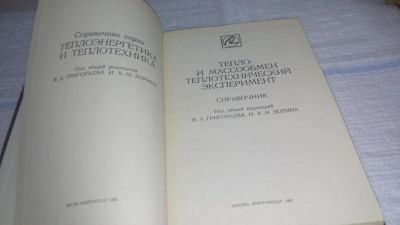 Справочная серия
ТЕПЛОЭНЕРГЕТИКА
И ТЕПЛОТЕХНИКА
Под общей редакцией
В. А. ГРИГОРЬЕВА И В. М. ЗОРИНА
ТЕПЛО-
И МАССООБМЕН
ТЕПЛОТЕХНИЧЕСКИЙ
ЭКСПЕРИМЕНТ
СПРАВОЧНИК
Под общей редакцией
В. А. ГРИГОРЬЕВА И В. М. ЗОРИНА
МОСКВА ЭНЕРГОИЗДАТ 1982